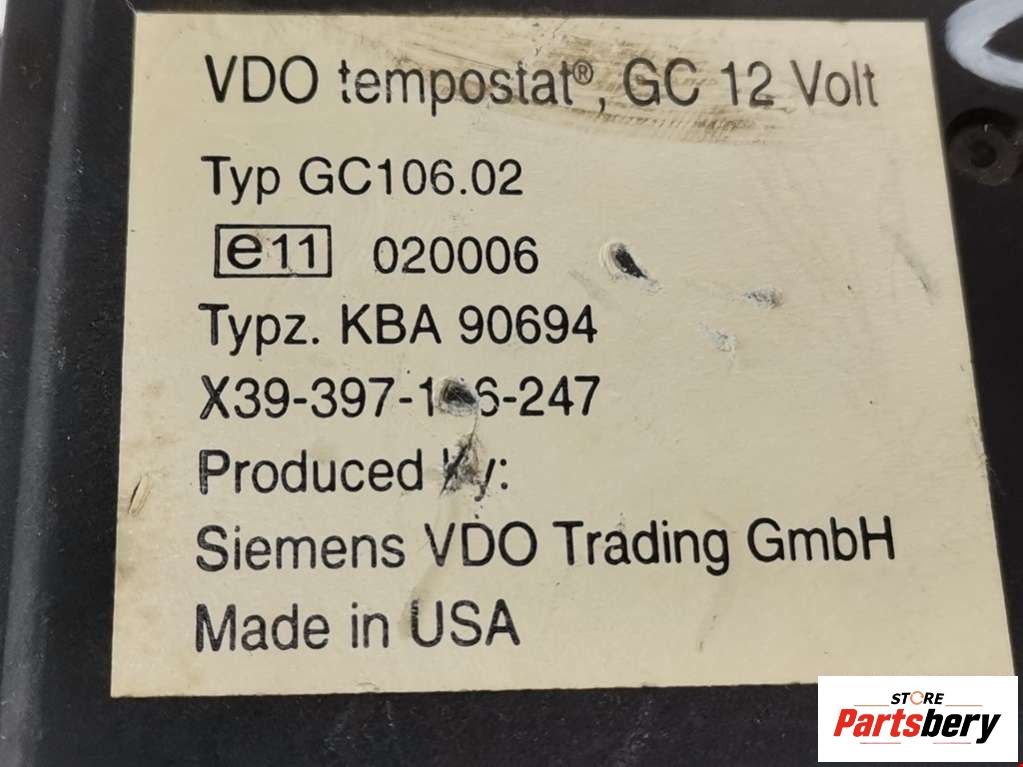 VDO tempostat®, GC 12 Volt
Typ GC106.02
e11 020006
Typz. KBA 90694
Produced
Siemens VDO Trading GmbH
Made in USA
STORE
Partsbery